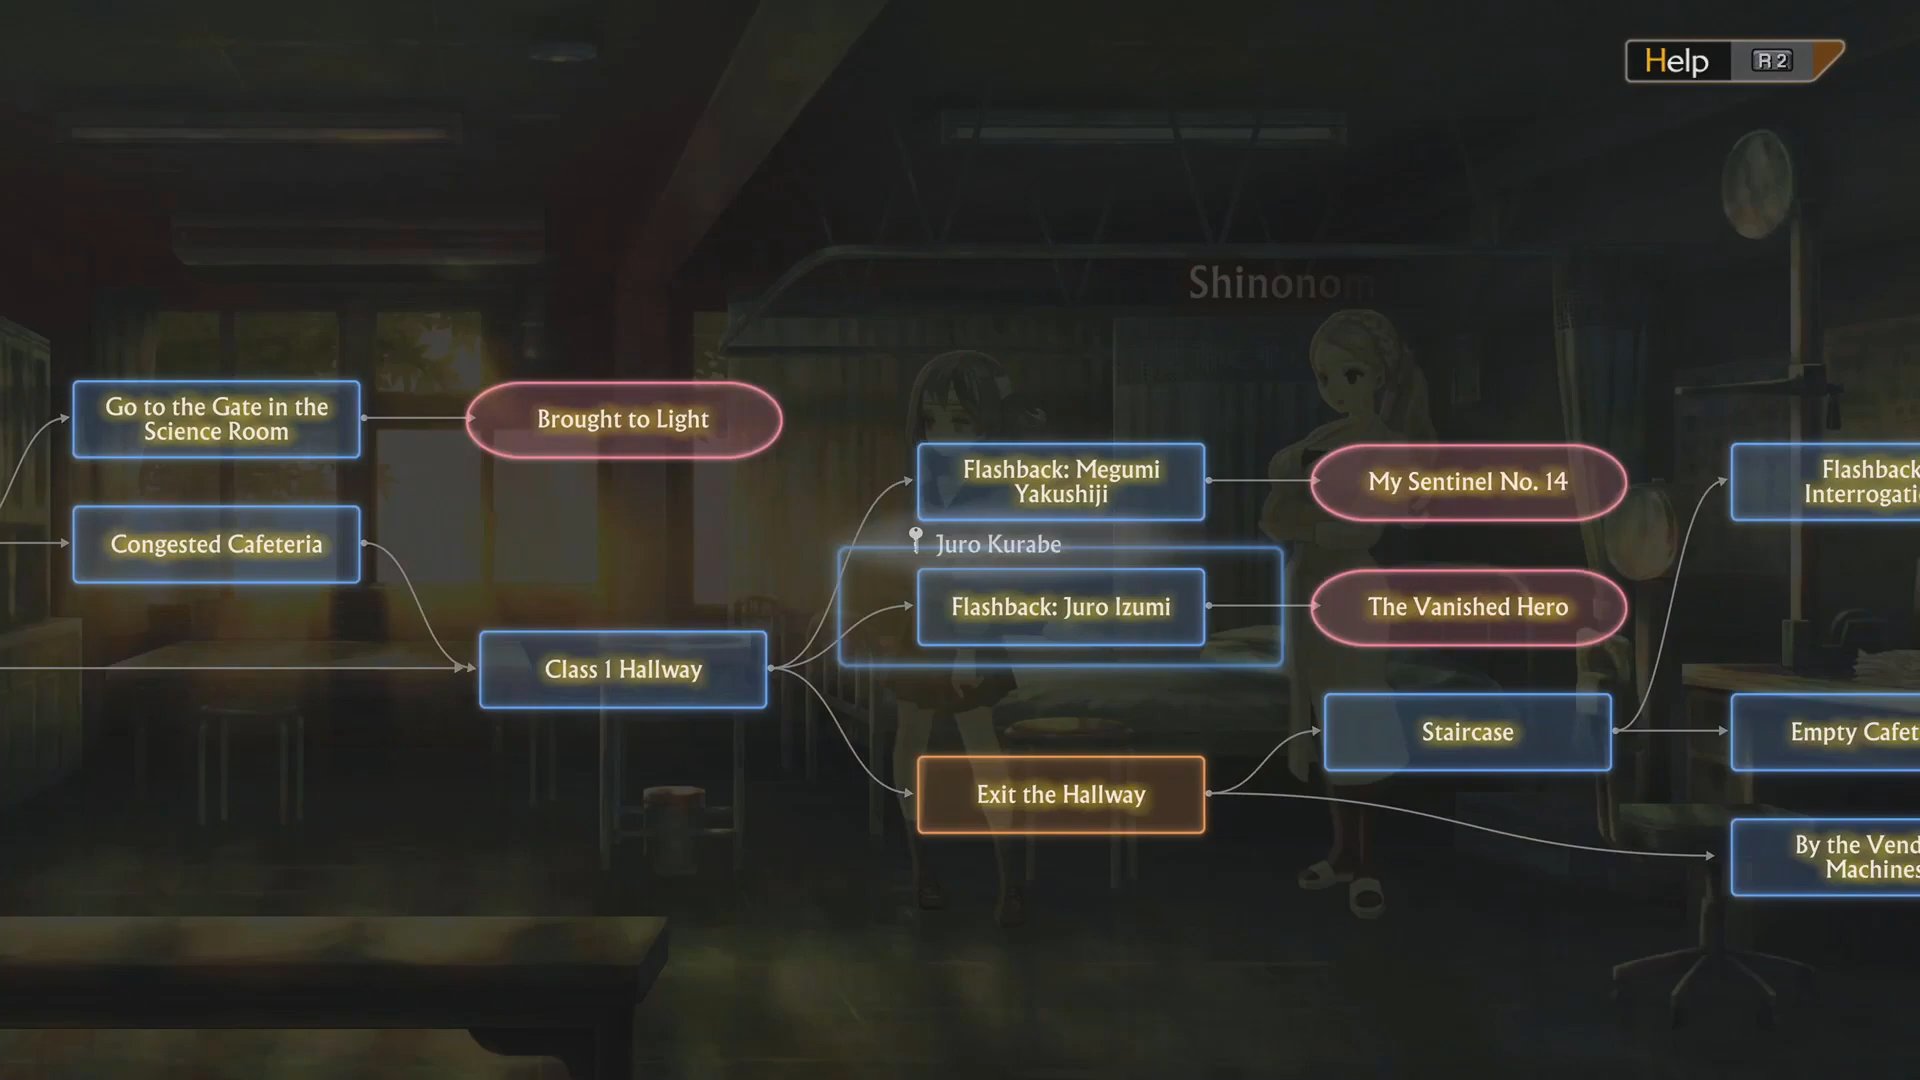 Help R2
Shinonom
Go to the Gate in the
Science Room
Brought to Light
Flashback: Megumi
Yakushiji
My Sentinel No. 14
Flashback
Interrogati
Congested Cafeteria
Juro Kurabe
Flashback: Juro Izumi
The Vanished Hero
Class 1 Hallway
Staircase
Empty Cafet
Exit the Hallway
By the Vend
Machines